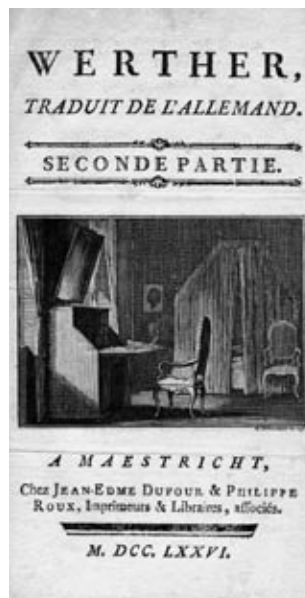 WERTHER,
TRADUIT DE L'ALLEMAND.
SECONDE PARTIE.
A MAESTRICHT,
Chez JEAN-EDME DUFOUR & PHILIPPE
ROUX, Imprimeurs & Libraires, associés.
M. DCC. LXXVI.